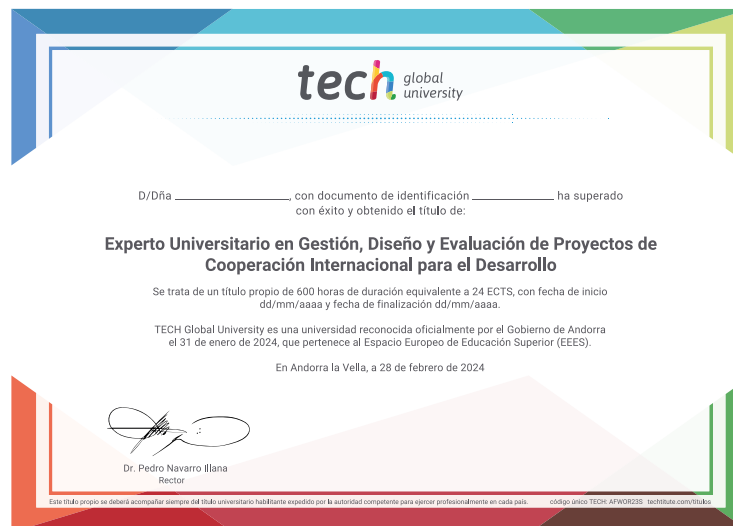 tech global
university
D/Dña ____________________, con documento de identificación ______________ ha superado
con éxito y obtenido el título de:
Experto Universitario en Gestión, Diseño y Evaluación de Proyectos de
Cooperación Internacional para el Desarrollo
Se trata de un título propio de 600 horas de duración equivalente a 24 ECTS, con fecha de inicio
dd/mm/aaaa y fecha de finalización dd/mm/aaaa.
TECH Global University es una universidad reconocida oficialmente por el Gobierno de Andorra
el 31 de enero de 2024, que pertenece al Espacio Europeo de Educación Superior (EEES).
En Andorra la Vella, a 28 de febrero de 2024
Dr. Pedro Navarro Illana
Rector
Este título propio se deberá acompañar siempre del título universitario habilitante expedido por la autoridad competente para ejercer profesionalmente en cada país. código único TECH: AFWOR23S techtitute.com/titulos